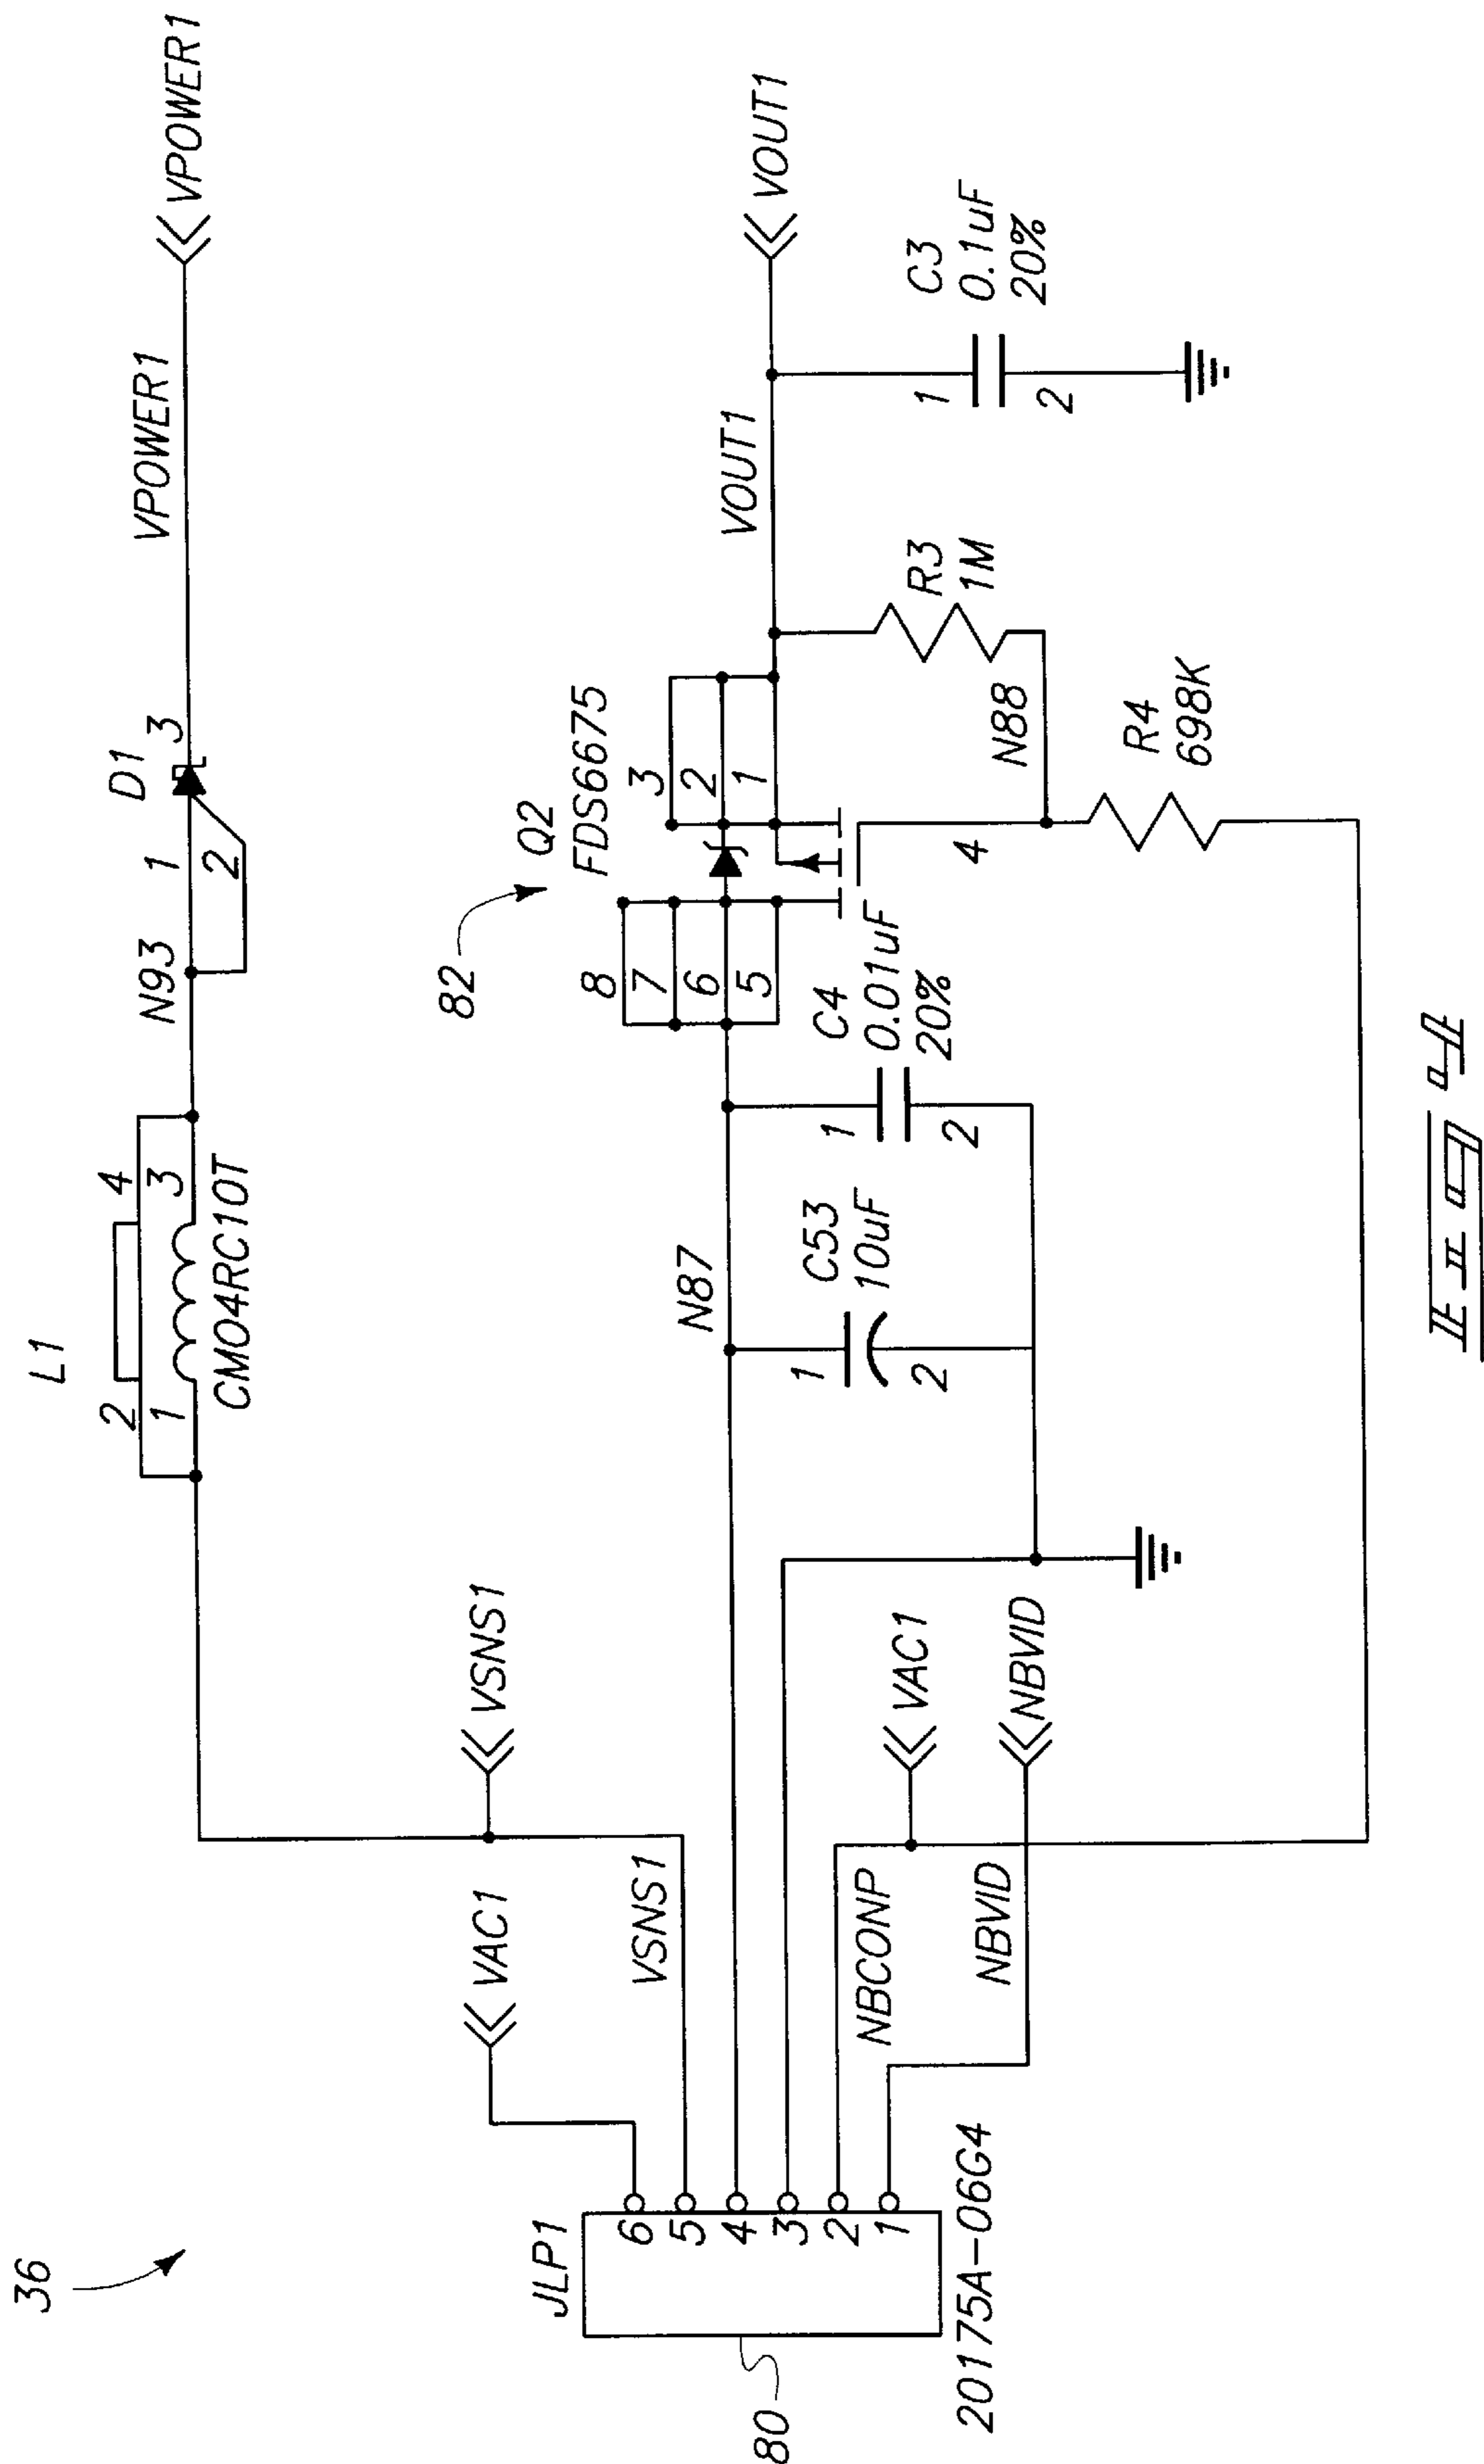 36
L1
2
4
1
3
CM04RC10T
N93
D1
1
3
2
VPOWER1
VPOWER1
VAC1
VSNS1
VSNS1
82
Q2
FDS6675
8
7
6
5
3
2
1
4
N87
VOUT1
VOUT1
JLP1
6
5
4
3
2
1
80
20175A-06G4
C53
10uF
1
2
C4
0.01uF
20%
1
2
R3
1M
N88
R4
698K
C3
0.1uF
20%
1
2
NBCONP
VAC1
NBVID
NBVID